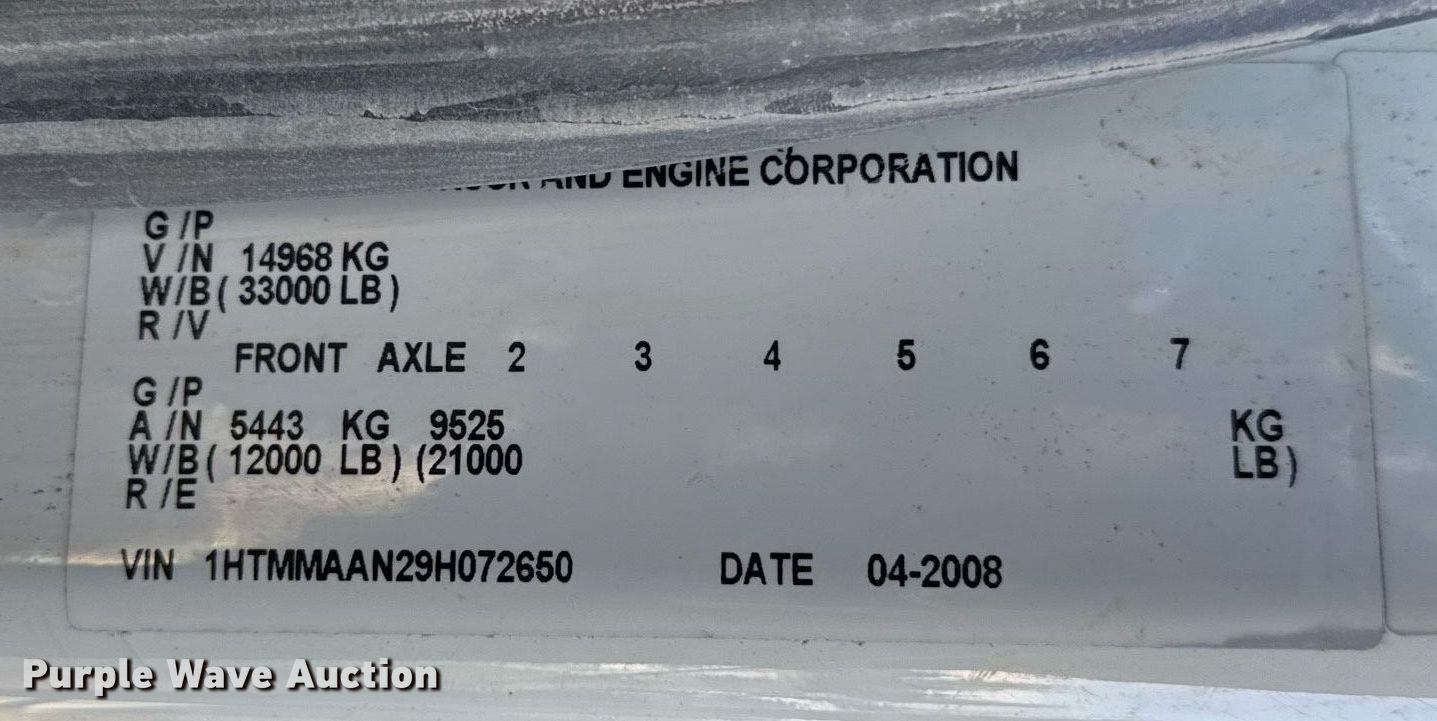 AND ENGINE CORPORATION
G /P
V /N 14968 KG
W/B ( 33000 LB )
R /V
FRONT AXLE 2 3 4 5 6 7
G /P
A /N 5443 KG 9525 KG
W/B ( 12000 LB ) (21000 LB )
R /E
VIN 1HTMMAAN29H072650 DATE 04-2008
Purple Wave Auction